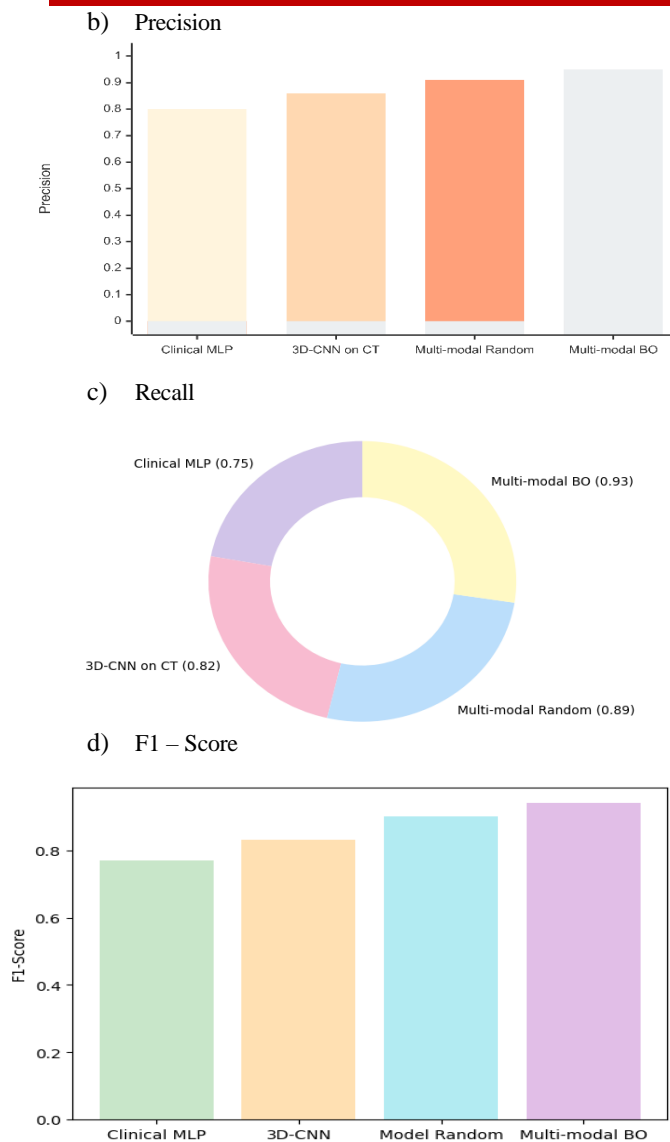 b) Precision
1
0.9
0.8
0.7
0.6
0.5
0.4
0.3
0.2
0.1
0
Precision
Clinical MLP 3D-CNN on CT Multi-modal Random Multi-modal BO
c) Recall
Clinical MLP (0.75)
Multi-modal BO (0.93)
3D-CNN on CT (0.82)
Multi-modal Random (0.89)
d) F1 – Score
0.8
0.6
0.4
0.2
0.0
F1-Score
Clinical MLP 3D-CNN Model Random Multi-modal BO